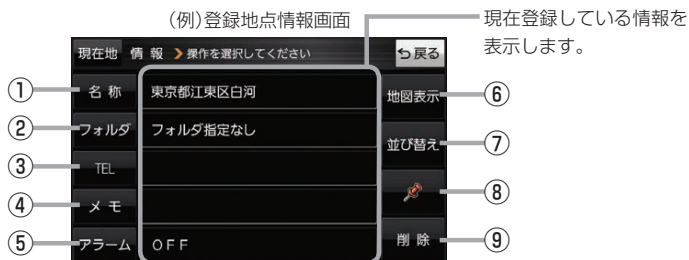 (例)登録地点情報画面
現在登録している情報を
表示します。
現在地 情 報 > 操作を選択してください 戻る
① 名 称 東京都江東区白河 地図表示 ⑥
② フォルダ フォルダ指定なし 並び替え ⑦
③ TEL ⑧
④ メ モ
⑤ アラーム OFF 削 除 ⑨